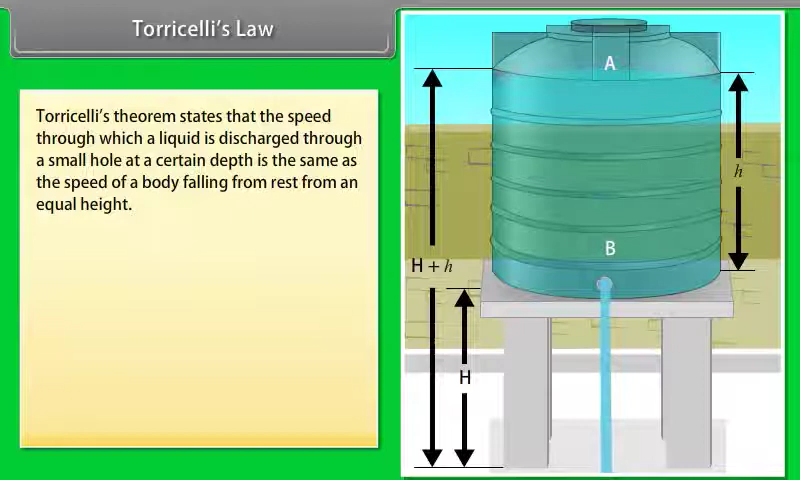 Torricelli's Law
Torricelli's theorem states that the speed
through which a liquid is discharged through
a small hole at a certain depth is the same as
the speed of a body falling from rest from an
equal height.
A
h
B
H + h
H